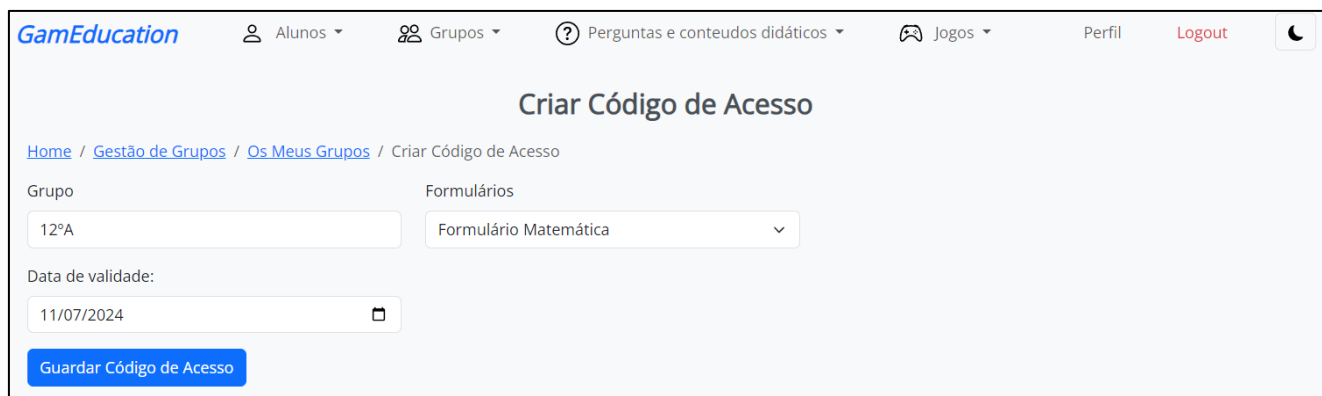 GamEducation Alunos Grupos Perguntas e conteudos didáticos Jogos Perfil Logout
Criar Código de Acesso
Home / Gestão de Grupos / Os Meus Grupos / Criar Código de Acesso
Grupo Formulários
12ºA Formulário Matemática
Data de validade:
11/07/2024
Guardar Código de Acesso